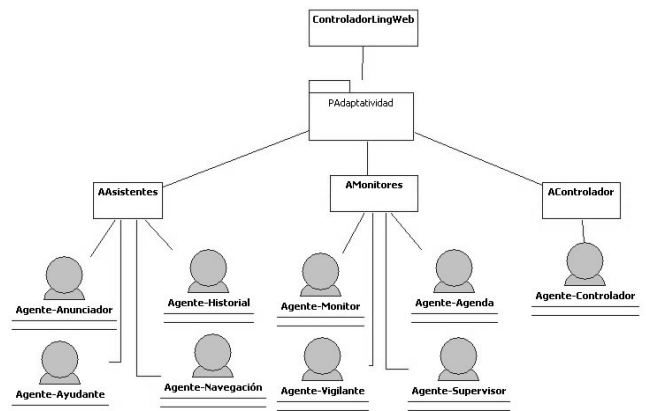 ControladorLingWeb
PAdaptatividad
AAsistentes
AMonitores
AControlador
Agente-Anunciador
Agente-Historial
Agente-Monitor
Agente-Agenda
Agente-Controlador
Agente-Ayudante
Agente-Navegación
Agente-Vigilante
Agente-Supervisor